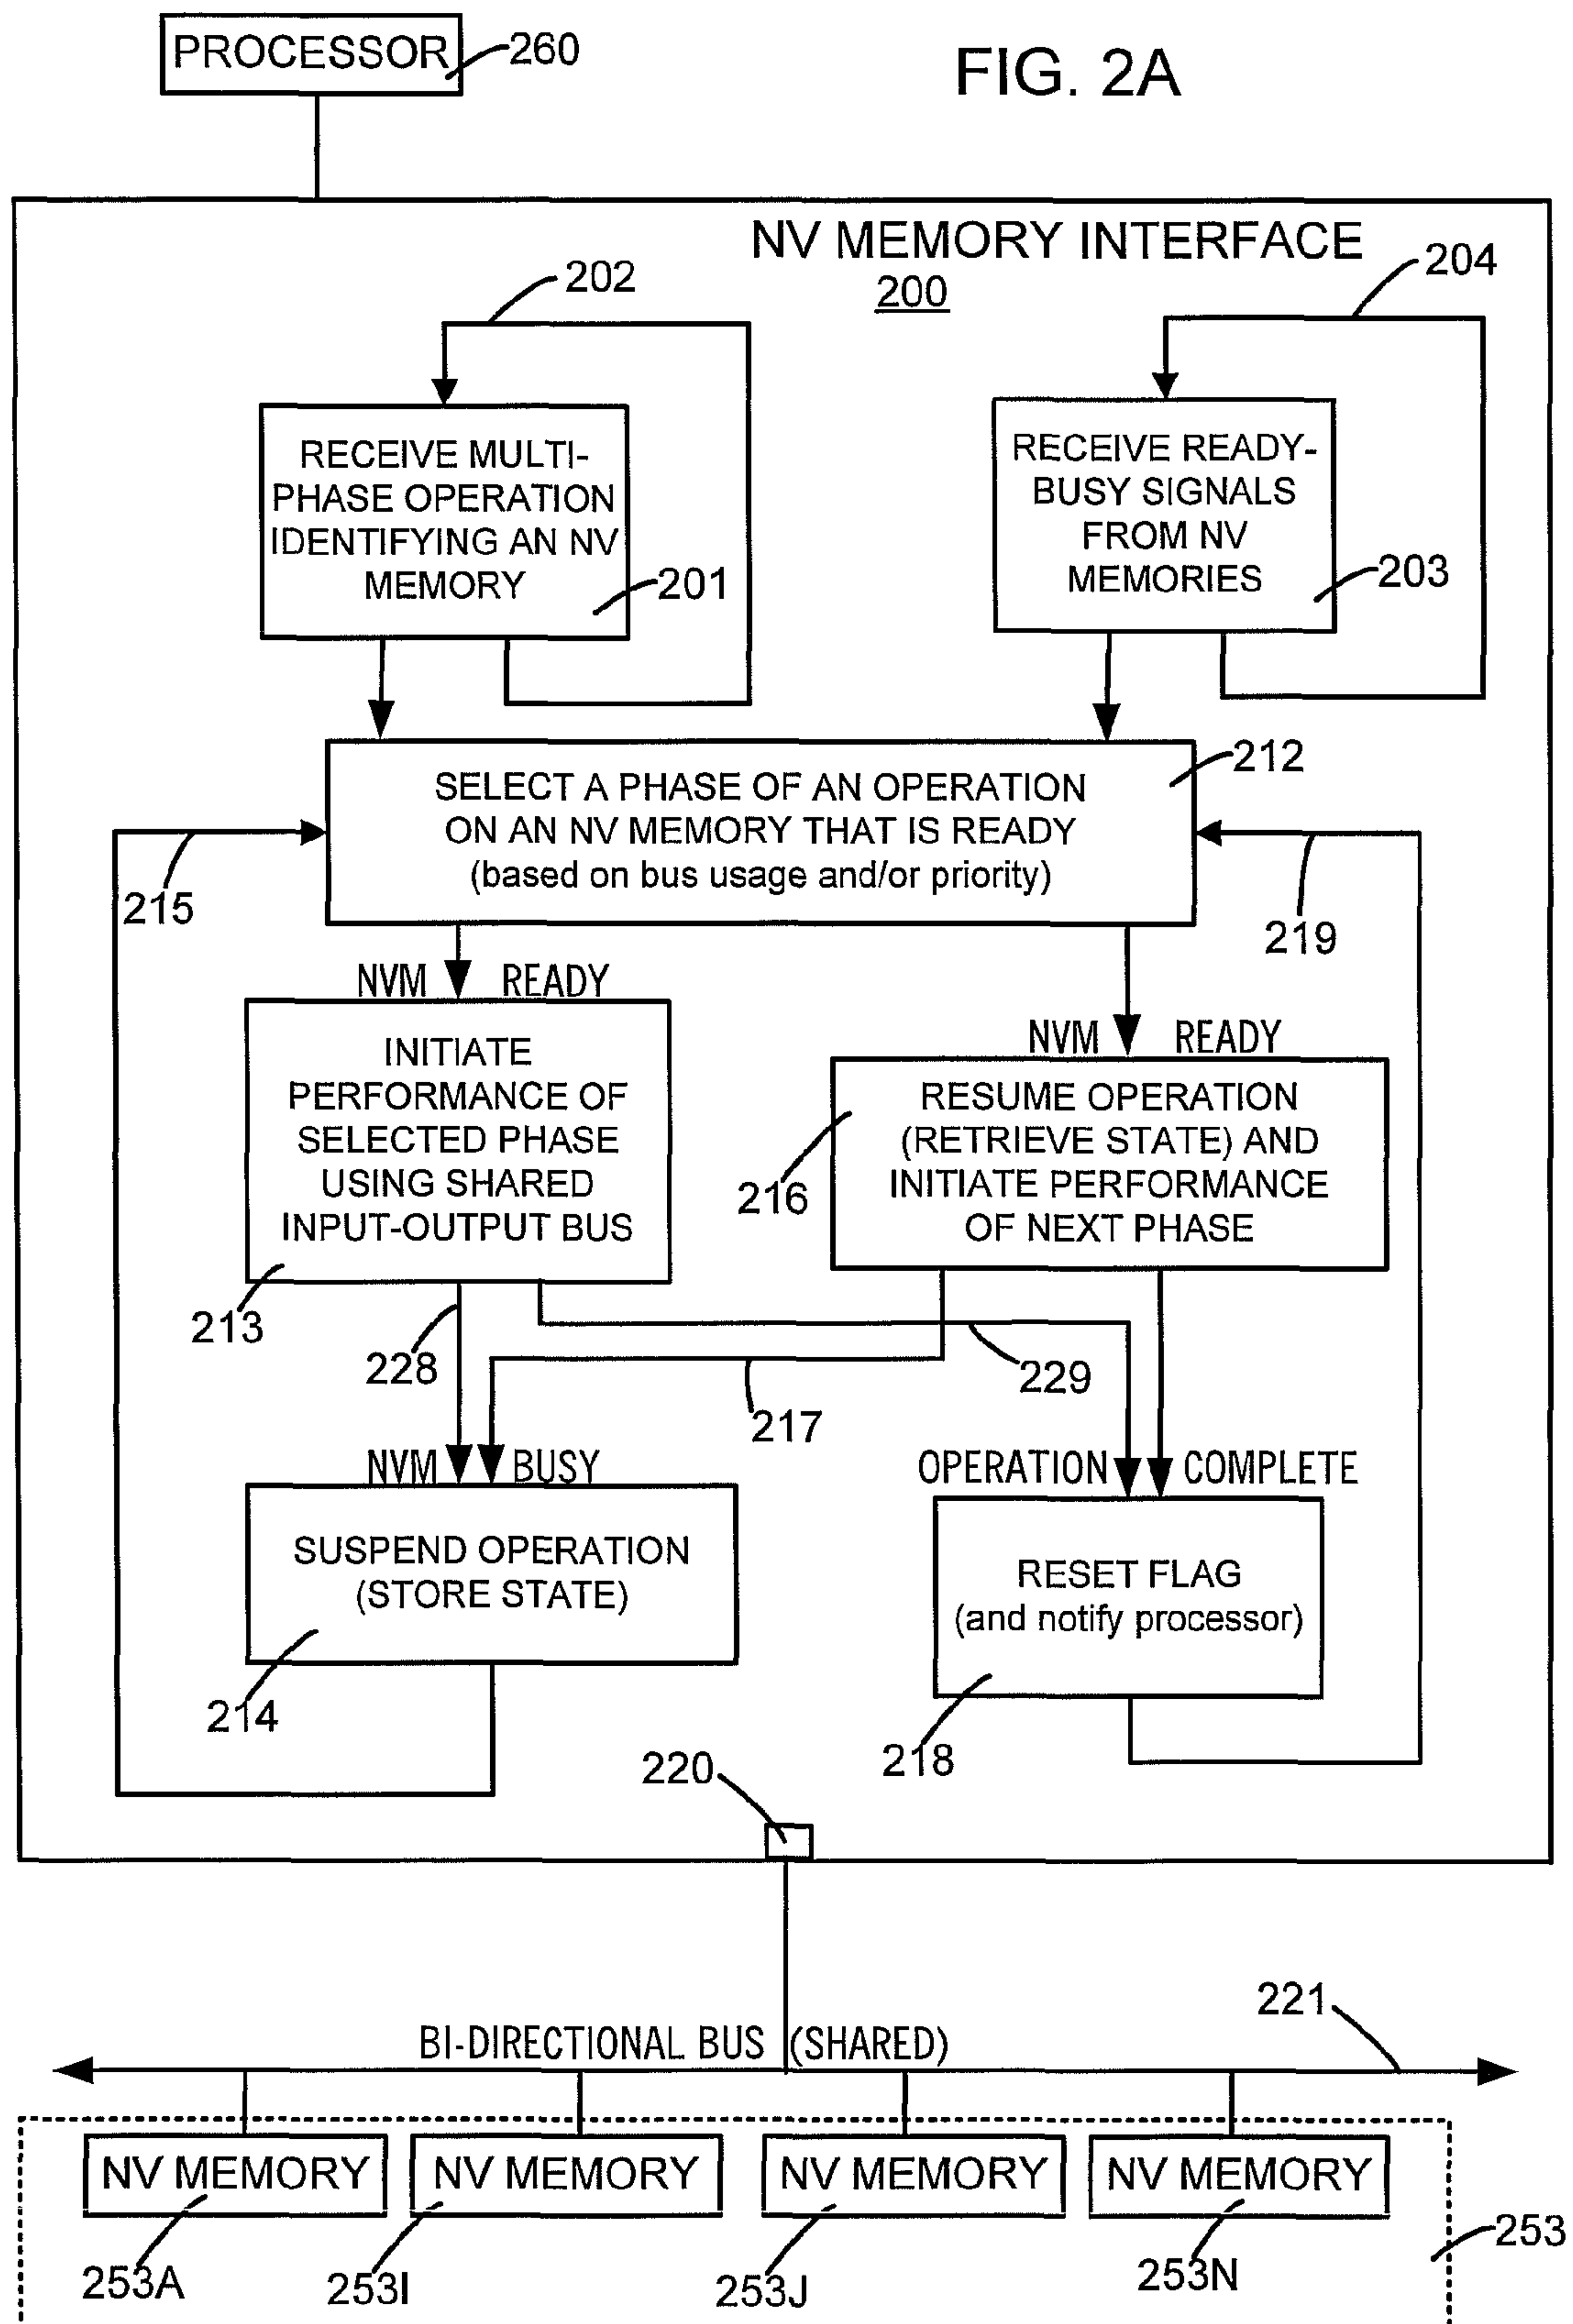 PROCESSOR
260
FIG. 2A
NV MEMORY INTERFACE
200
202
204
RECEIVE MULTI-
PHASE OPERATION
IDENTIFYING AN NV
MEMORY
201
RECEIVE READY-
BUSY SIGNALS
FROM NV
MEMORIES
203
212
SELECT A PHASE OF AN OPERATION
ON AN NV MEMORY THAT IS READY
(based on bus usage and/or priority)
215
219
NVM READY
INITIATE
PERFORMANCE OF
SELECTED PHASE
USING SHARED
INPUT-OUTPUT BUS
213
NVM READY
RESUME OPERATION
(RETRIEVE STATE) AND
INITIATE PERFORMANCE
OF NEXT PHASE
216
228
217
229
NVM BUSY
SUSPEND OPERATION
(STORE STATE)
214
OPERATION COMPLETE
RESET FLAG
(and notify processor)
218
220
BI-DIRECTIONAL BUS (SHARED)
221
NV MEMORY
NV MEMORY
NV MEMORY
NV MEMORY
253A
253I
253J
253N
253